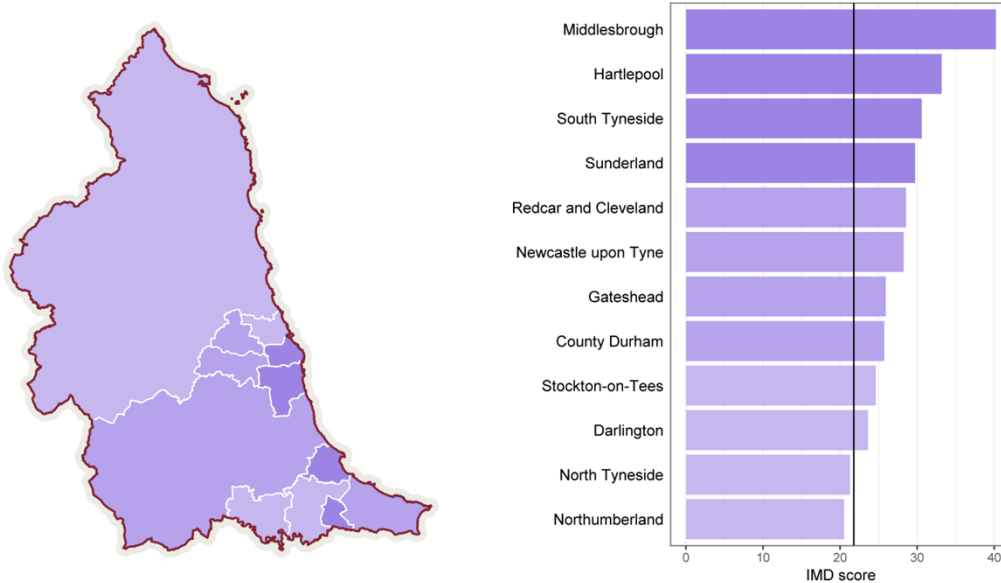 Middlesbrough
Hartlepool
South Tyneside
Sunderland
Redcar and Cleveland
Newcastle upon Tyne
Gateshead
County Durham
Stockton-on-Tees
Darlington
North Tyneside
Northumberland
0 10 20 30 40
IMD score